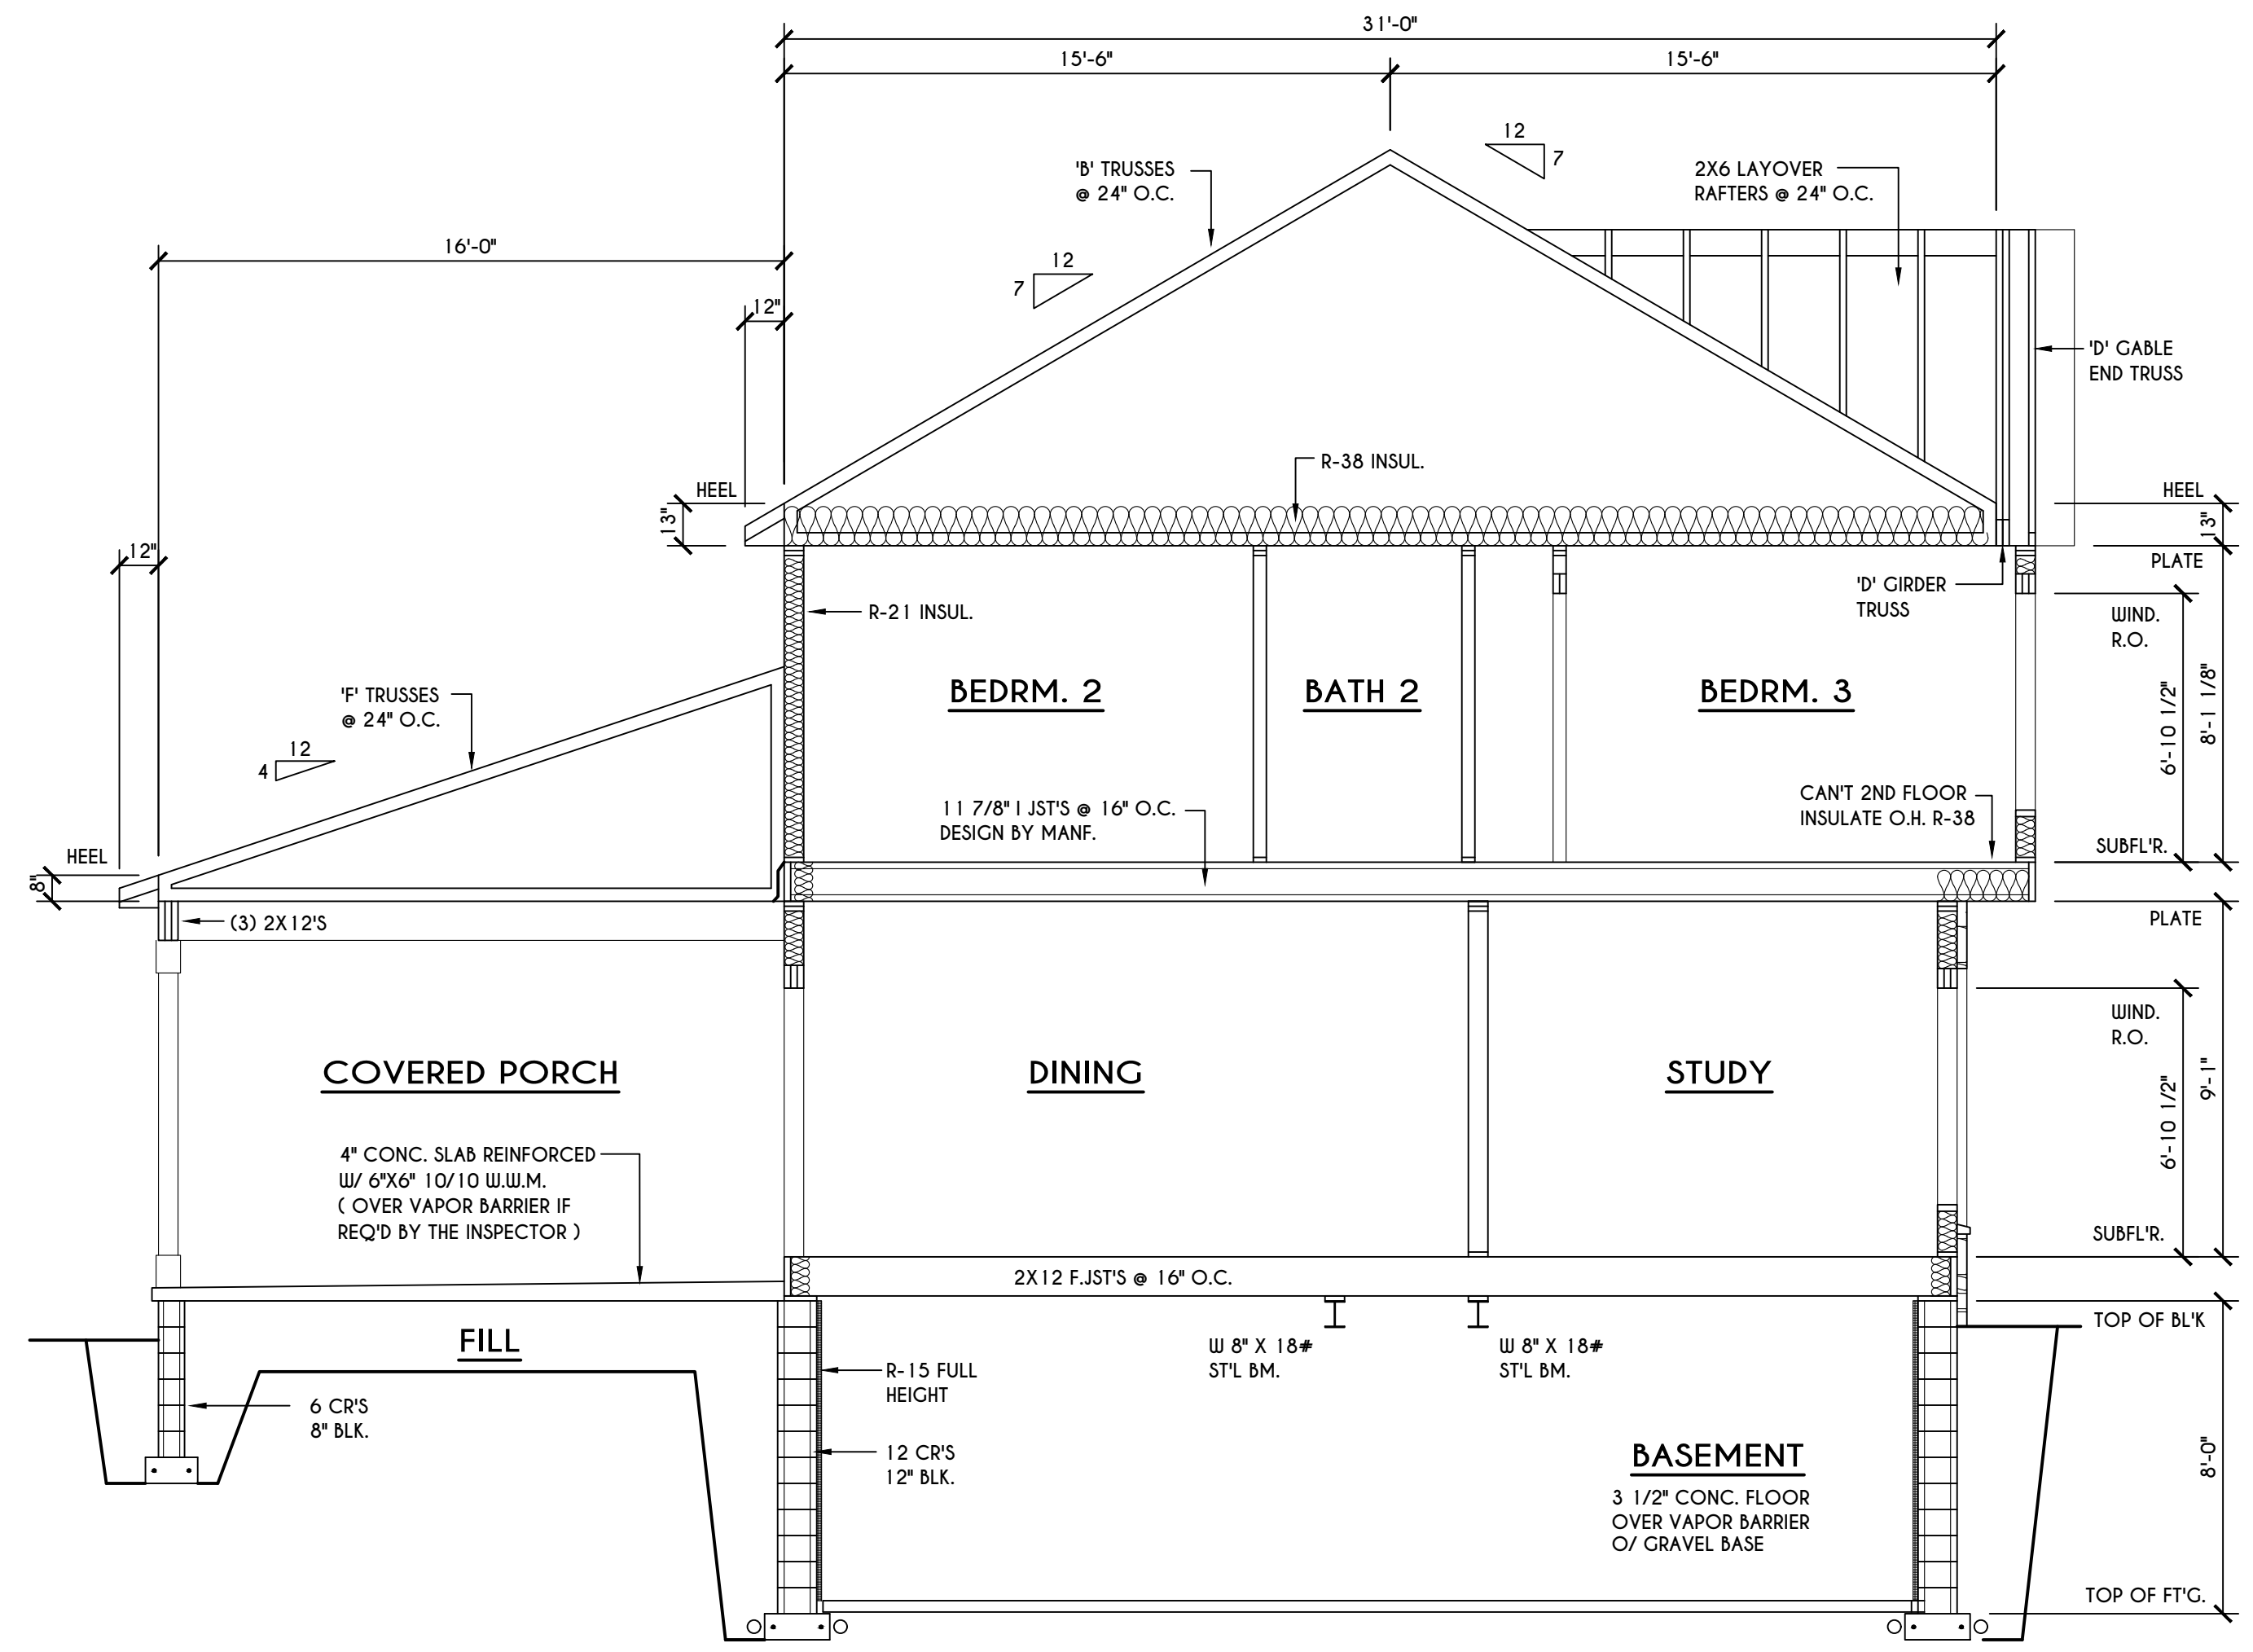 31'-0"
15'-6"
15'-6"
12
7
'B' TRUSSES
@ 24" O.C.
2X6 LAYOVER
RAFTERS @ 24" O.C.
16'-0"
12
7
12"
'D' GABLE
END TRUSS
R-38 INSUL.
HEEL
13"
HEEL
13"
12"
PLATE
'D' GIRDER
TRUSS
R-21 INSUL.
WIND.
R.O.
6'-10 1/2"
8'-1 1/8"
'F' TRUSSES
@ 24" O.C.
BEDRM. 2
BATH 2
BEDRM. 3
12
4
11 7/8" I JST'S @ 16" O.C.
DESIGN BY MANF.
CAN'T 2ND FLOOR
INSULATE O.H. R-38
SUBFL'R.
HEEL
8"
(3) 2X12'S
PLATE
WIND.
R.O.
6'-10 1/2"
9'-1"
COVERED PORCH
DINING
STUDY
4" CONC. SLAB REINFORCED
W/ 6"X6" 10/10 W.W.M.
( OVER VAPOR BARRIER IF
REQ'D BY THE INSPECTOR )
SUBFL'R.
2X12 F.JST'S @ 16" O.C.
TOP OF BL'K
FILL
W 8" X 18#
ST'L BM.
W 8" X 18#
ST'L BM.
R-15 FULL
HEIGHT
6 CR'S
8" BLK.
12 CR'S
12" BLK.
BASEMENT
3 1/2" CONC. FLOOR
OVER VAPOR BARRIER
O/ GRAVEL BASE
8'-0"
TOP OF FT'G.